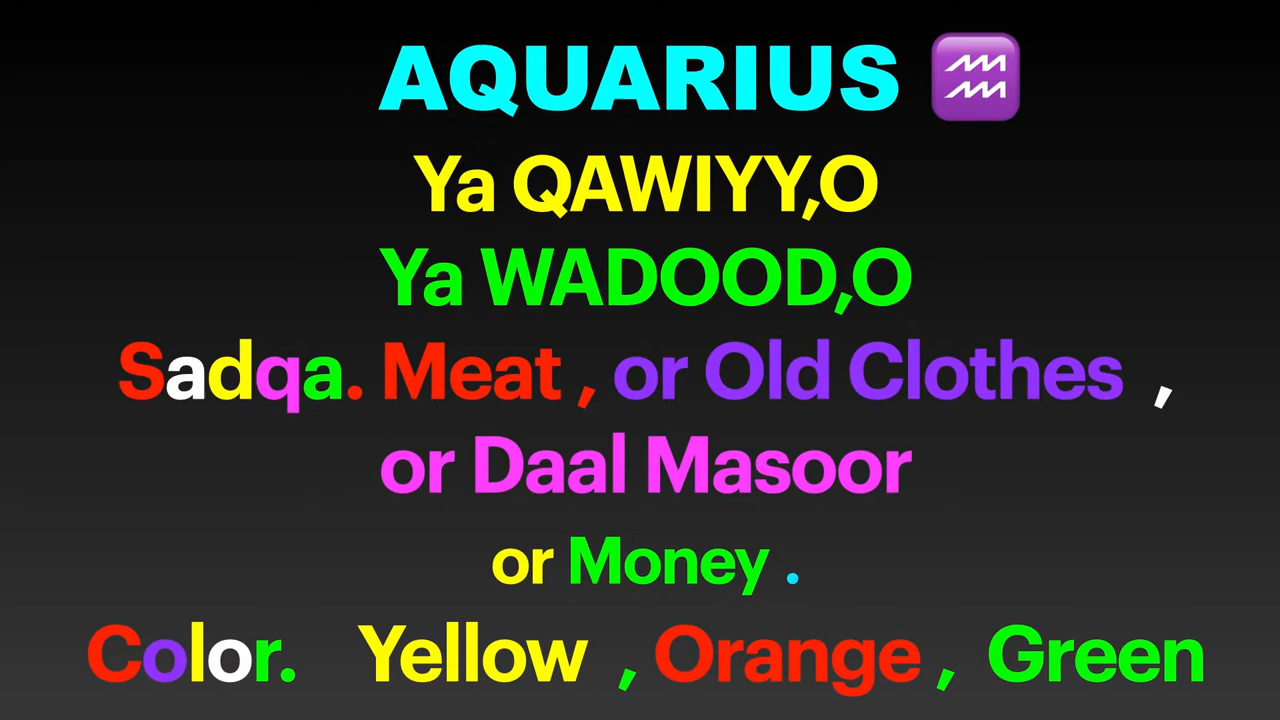 AQUARIUS ♒
Ya QAWIYY,O
Ya WADOOD,O
Sadqa. Meat , or Old Clothes ,
or Daal Masoor
or Money .
Color. Yellow , Orange , Green